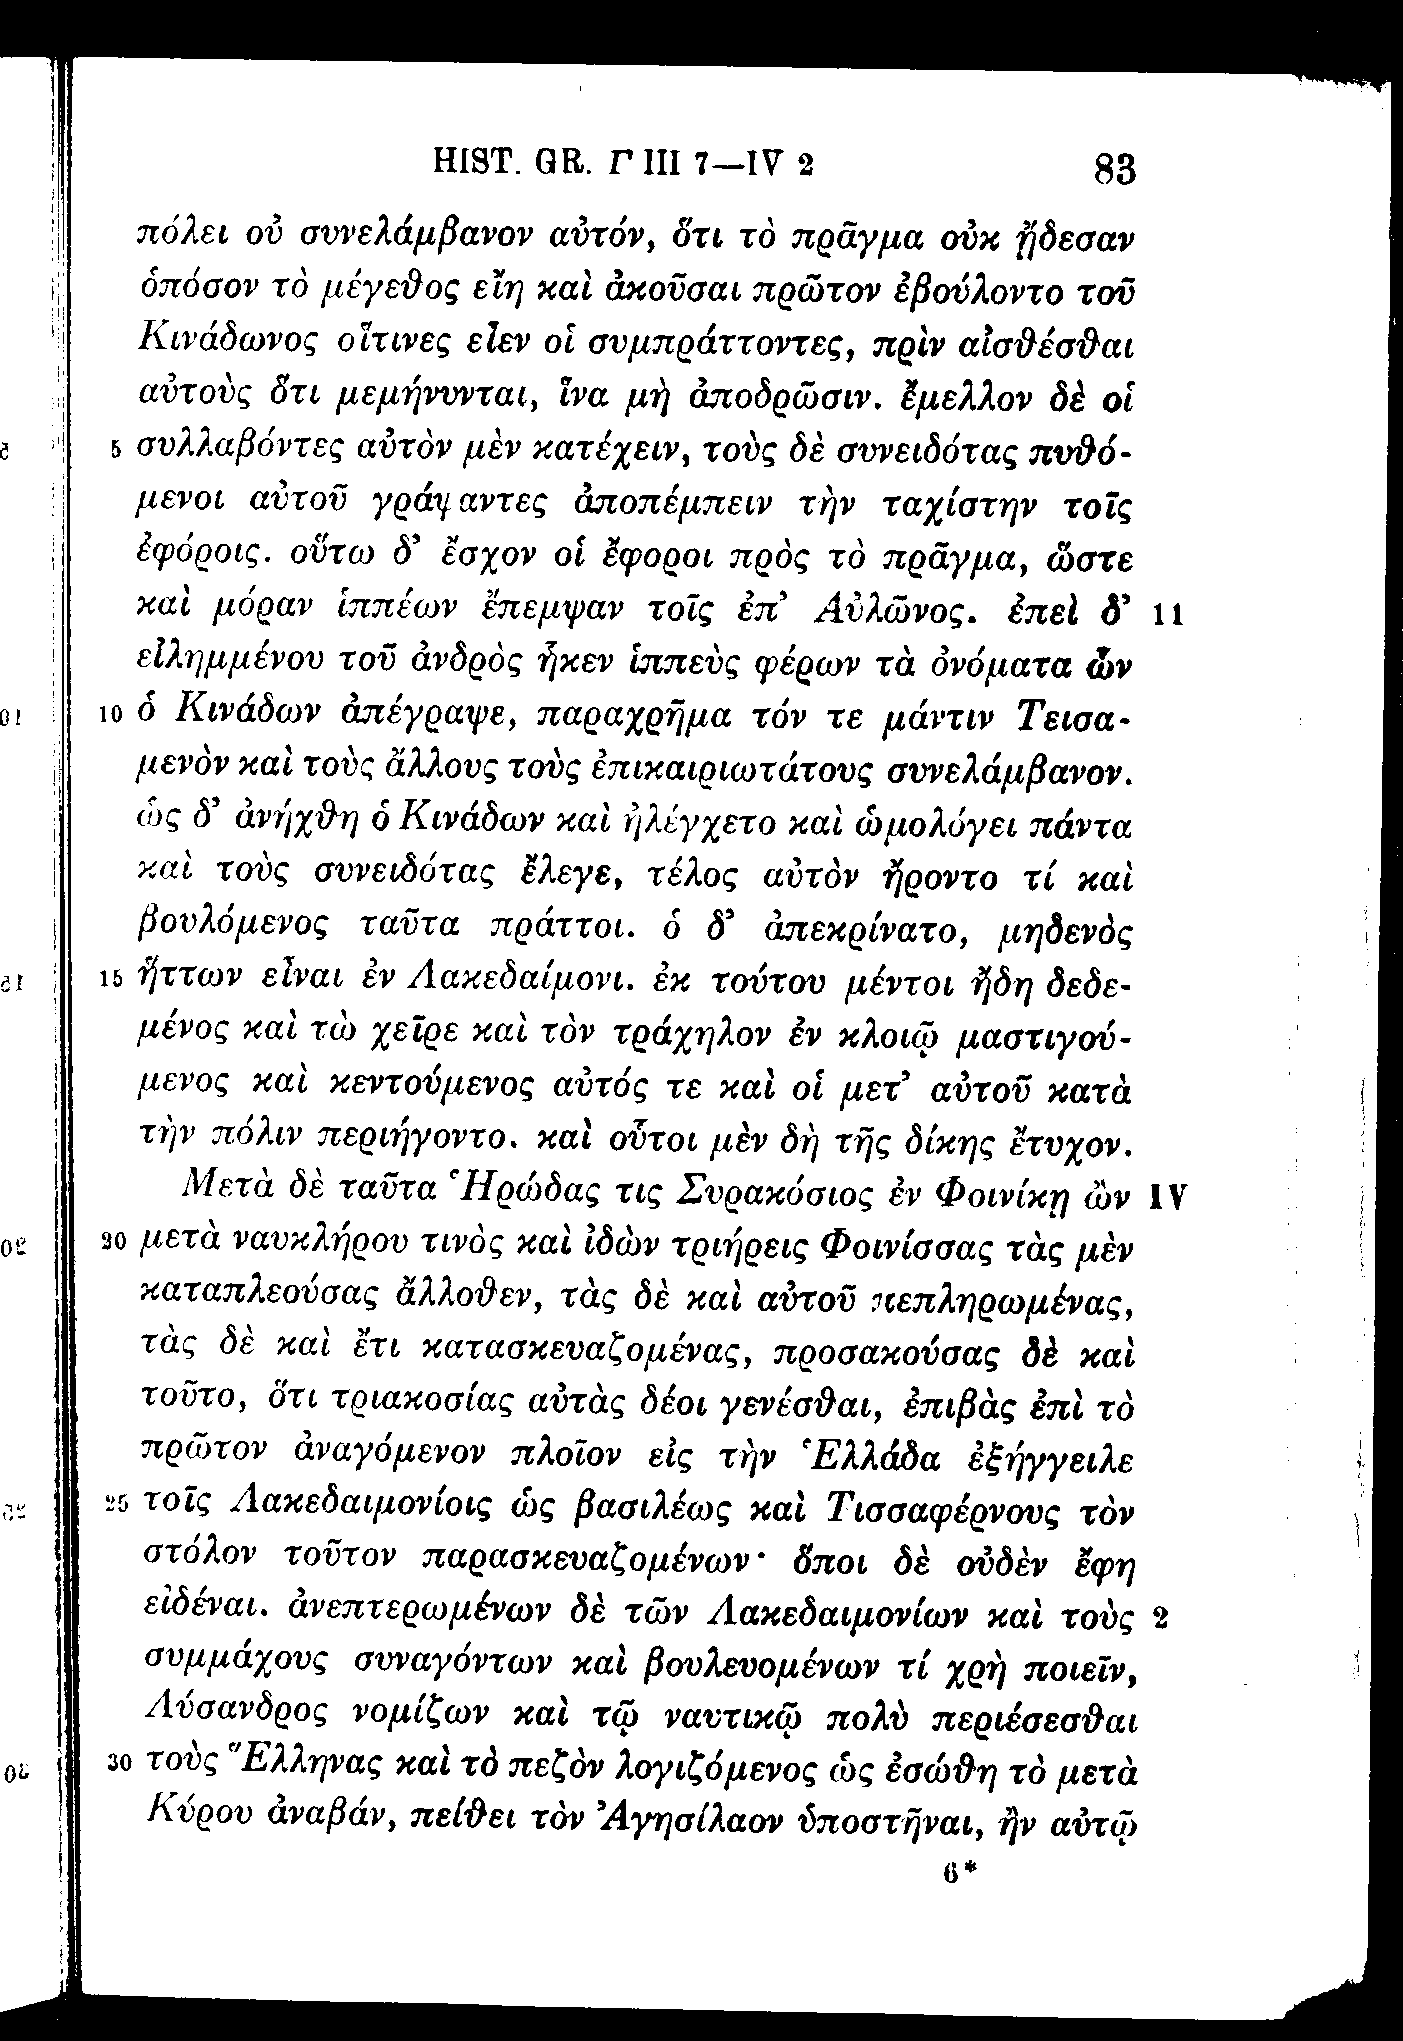 HIST. GR. Γ III 7—IV 2 83
πόλει οὐ συνελάμβανον αὐτόν, ὅτι τὸ πρᾶγμα οὐκ ᾔδεσαν
ὁπόσον τὸ μέγεθος εἴη καὶ ἀκοῦσαι πρῶτον ἐβούλοντο τοῦ
Κινάδωνος οἵτινες εἶεν οἱ συμπράττοντες, πρὶν αἰσθέσθαι
αὐτοὺς ὅτι μεμήνυνται, ἵνα μὴ ἀποδρῶσιν. ἔμελλον δὲ οἱ
5 συλλαβόντες αὐτὸν μὲν κατέχειν, τοὺς δὲ συνειδότας πυθό-
μενοι αὐτοῦ γράψαντες ἀποπέμπειν τὴν ταχίστην τοῖς
ἐφόροις. οὕτω δ’ ἔσχον οἱ ἔφοροι πρὸς τὸ πρᾶγμα, ὥστε
καὶ μόραν ἱππέων ἔπεμψαν τοῖς ἐπ’ Αὐλῶνος. ἐπεὶ δ’ 11
εἰλημμένου τοῦ ἀνδρὸς ἧκεν ἱππεὺς φέρων τὰ ὀνόματα ὧν
10 ὁ Κινάδων ἀπέγραψε, παραχρῆμα τόν τε μάντιν Τεισα-
μενὸν καὶ τοὺς ἄλλους τοὺς ἐπικαιριωτάτους συνελάμβανον.
ὡς δ’ ἀνήχθη ὁ Κινάδων καὶ ἠλέγχετο καὶ ὡμολόγει πάντα
καὶ τοὺς συνειδότας ἔλεγε, τέλος αὐτὸν ἤροντο τί καὶ
βουλόμενος ταῦτα πράττοι. ὁ δ’ ἀπεκρίνατο, μηδενὸς
15 ἥττων εἶναι ἐν Λακεδαίμονι. ἐκ τούτου μέντοι ἤδη δεδε-
μένος καὶ τὼ χεῖρε καὶ τὸν τράχηλον ἐν κλοιῷ μαστιγού-
μενος καὶ κεντούμενος αὐτός τε καὶ οἱ μετ’ αὐτοῦ κατὰ
τὴν πόλιν περιήγοντο. καὶ οὗτοι μὲν δὴ τῆς δίκης ἔτυχον.
Μετὰ δὲ ταῦτα Ἡρώδας τις Συρακόσιος ἐν Φοινίκῃ ὢν IV
20 μετὰ ναυκλήρου τινὸς καὶ ἰδὼν τριήρεις Φοινίσσας τὰς μὲν
καταπλεούσας ἄλλοθεν, τὰς δὲ καὶ αὐτοῦ πεπληρωμένας,
τὰς δὲ καὶ ἔτι κατασκευαζομένας, προσακούσας δὲ καὶ
τοῦτο, ὅτι τριακοσίας αὐτὰς δέοι γενέσθαι, ἐπιβὰς ἐπὶ τὸ
πρῶτον ἀναγόμενον πλοῖον εἰς τὴν Ἑλλάδα ἐξήγγειλε
25 τοῖς Λακεδαιμονίοις ὡς βασιλέως καὶ Τισσαφέρνους τὸν
στόλον τοῦτον παρασκευαζομένων· ὅποι δὲ οὐδὲν ἔφη
εἰδέναι. ἀνεπτερωμένων δὲ τῶν Λακεδαιμονίων καὶ τοὺς 2
συμμάχους συναγόντων καὶ βουλευομένων τί χρὴ ποιεῖν,
Λύσανδρος νομίζων καὶ τῷ ναυτικῷ πολὺ περιέσεσθαι
30 τοὺς Ἕλληνας καὶ τὸ πεζὸν λογιζόμενος ὡς ἐσώθη τὸ μετὰ
Κύρου ἀναβάν, πείθει τὸν Ἀγησίλαον ὑποστῆναι, ἢν αὐτῷ
6*